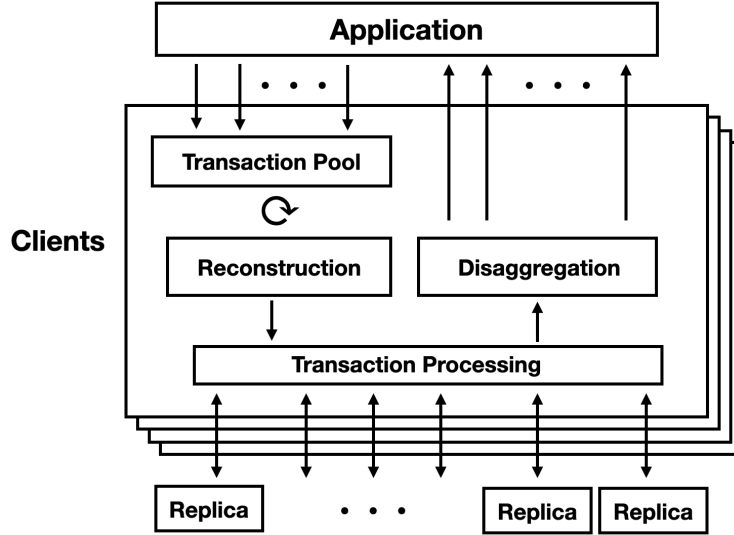 Application
Transaction Pool
Clients
Reconstruction
Disaggregation
Transaction Processing
Replica
Replica
Replica